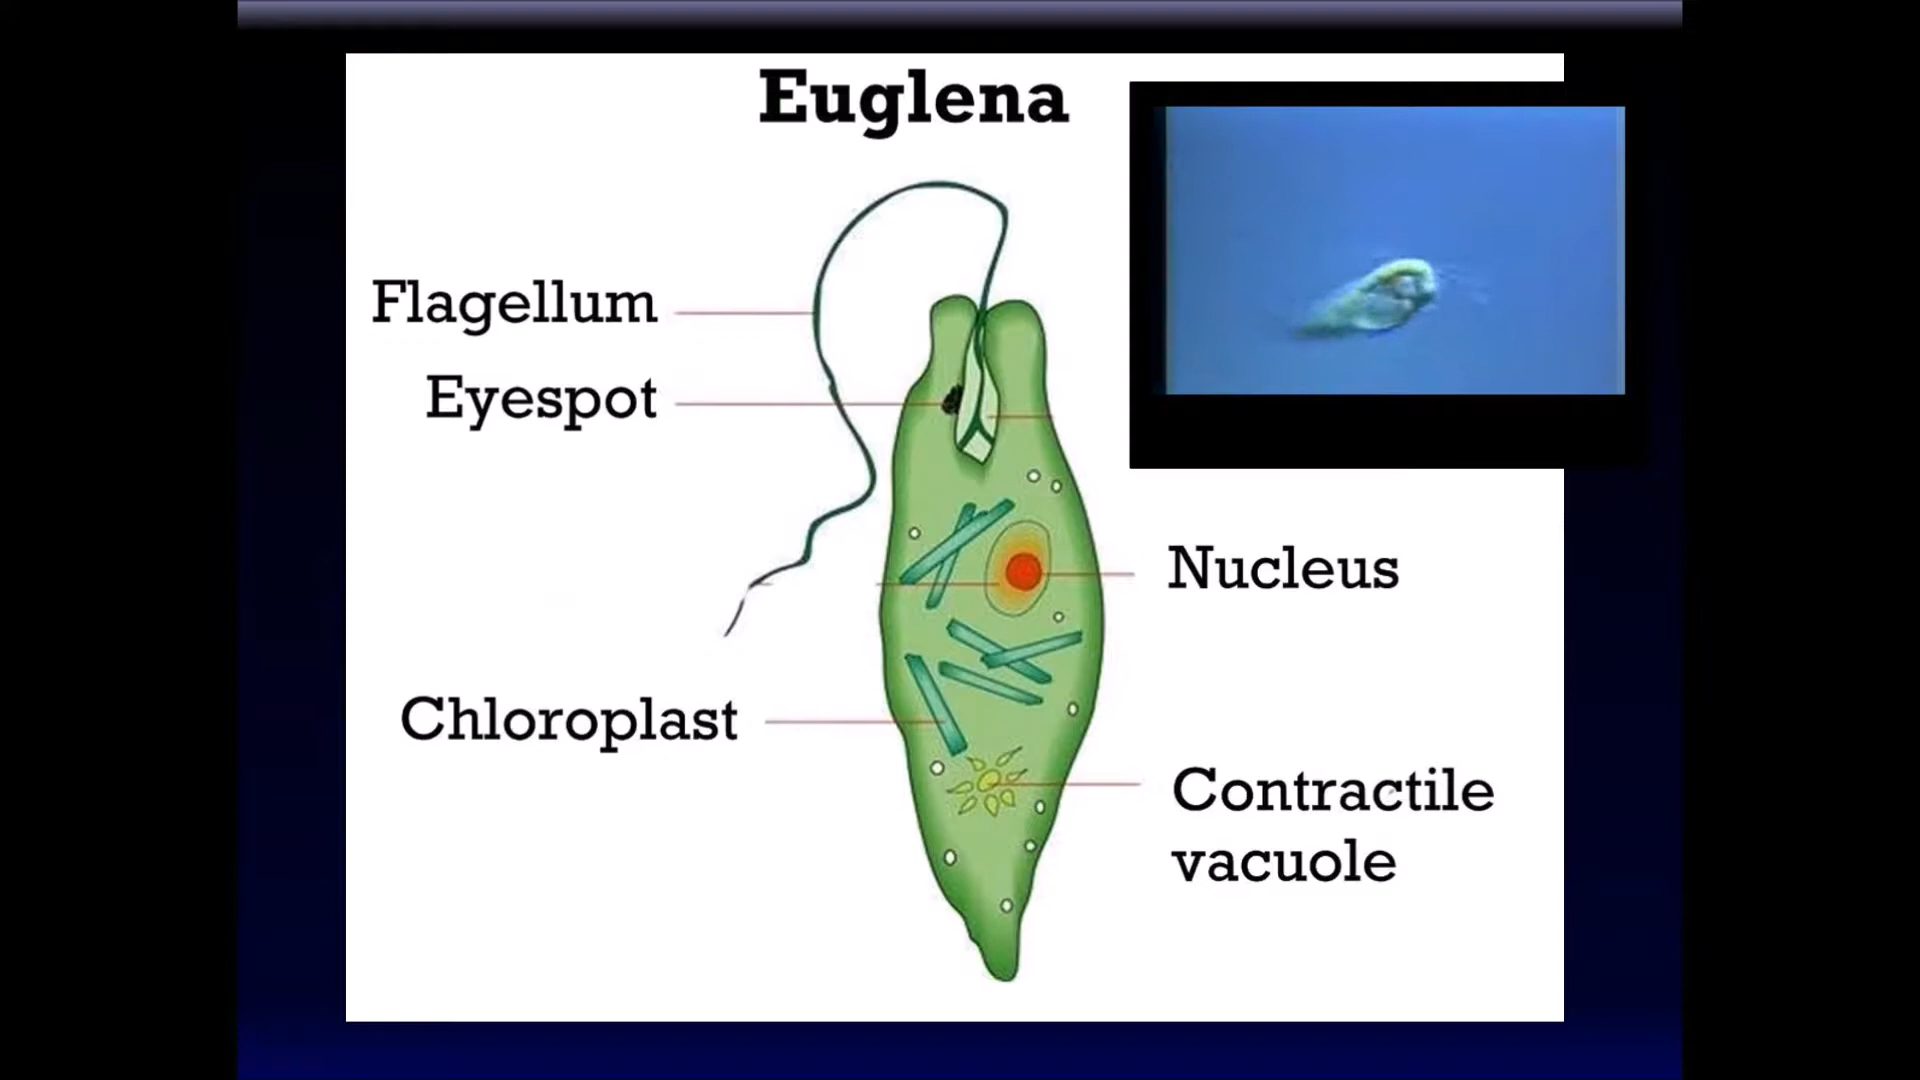 Euglena
Flagellum
Eyespot
Nucleus
Chloroplast
Contractile
vacuole